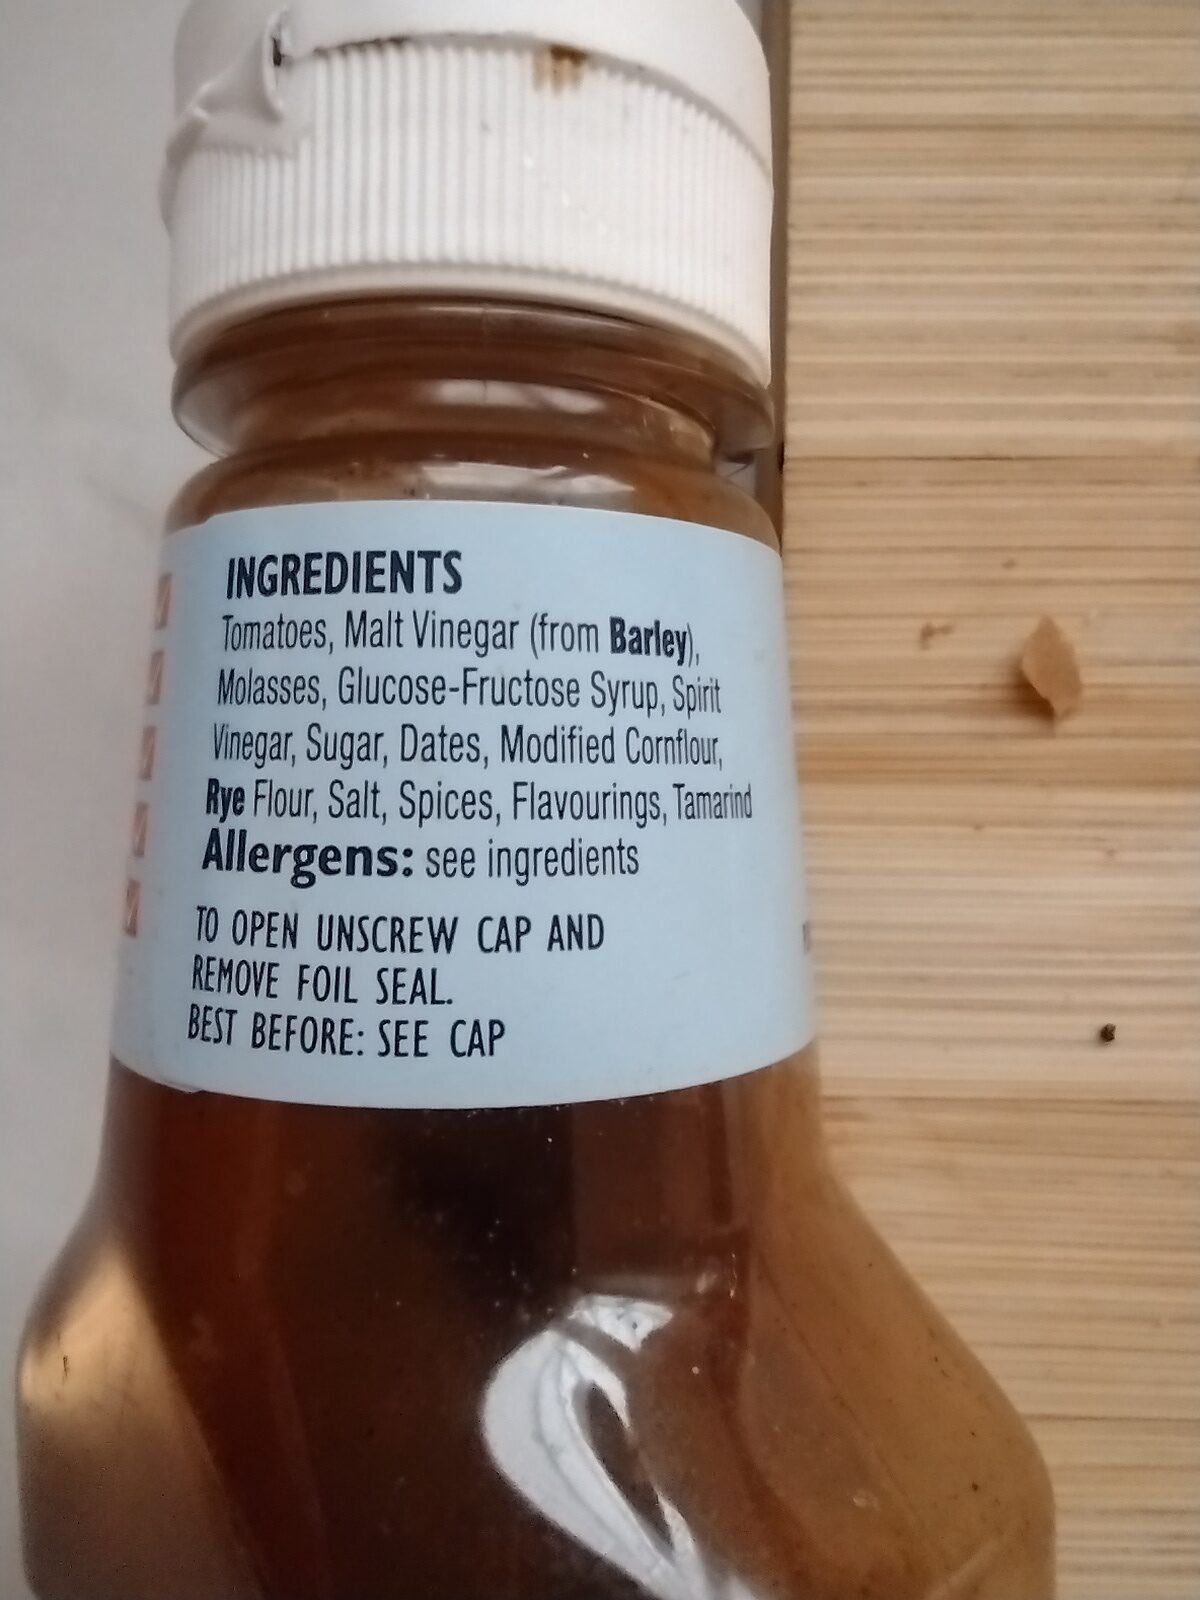 INGREDIENTS
Tomatoes, Malt Vinegar (from Barley),
Molasses, Glucose-Fructose Syrup, Spirit
Vinegar, Sugar, Dates, Modified Cornflour,
Rye Flour, Salt, Spices, Flavourings, Tamarind
Allergens: see ingredients
TO OPEN UNSCREW CAP AND
REMOVE FOIL SEAL.
BEST BEFORE: SEE CAP